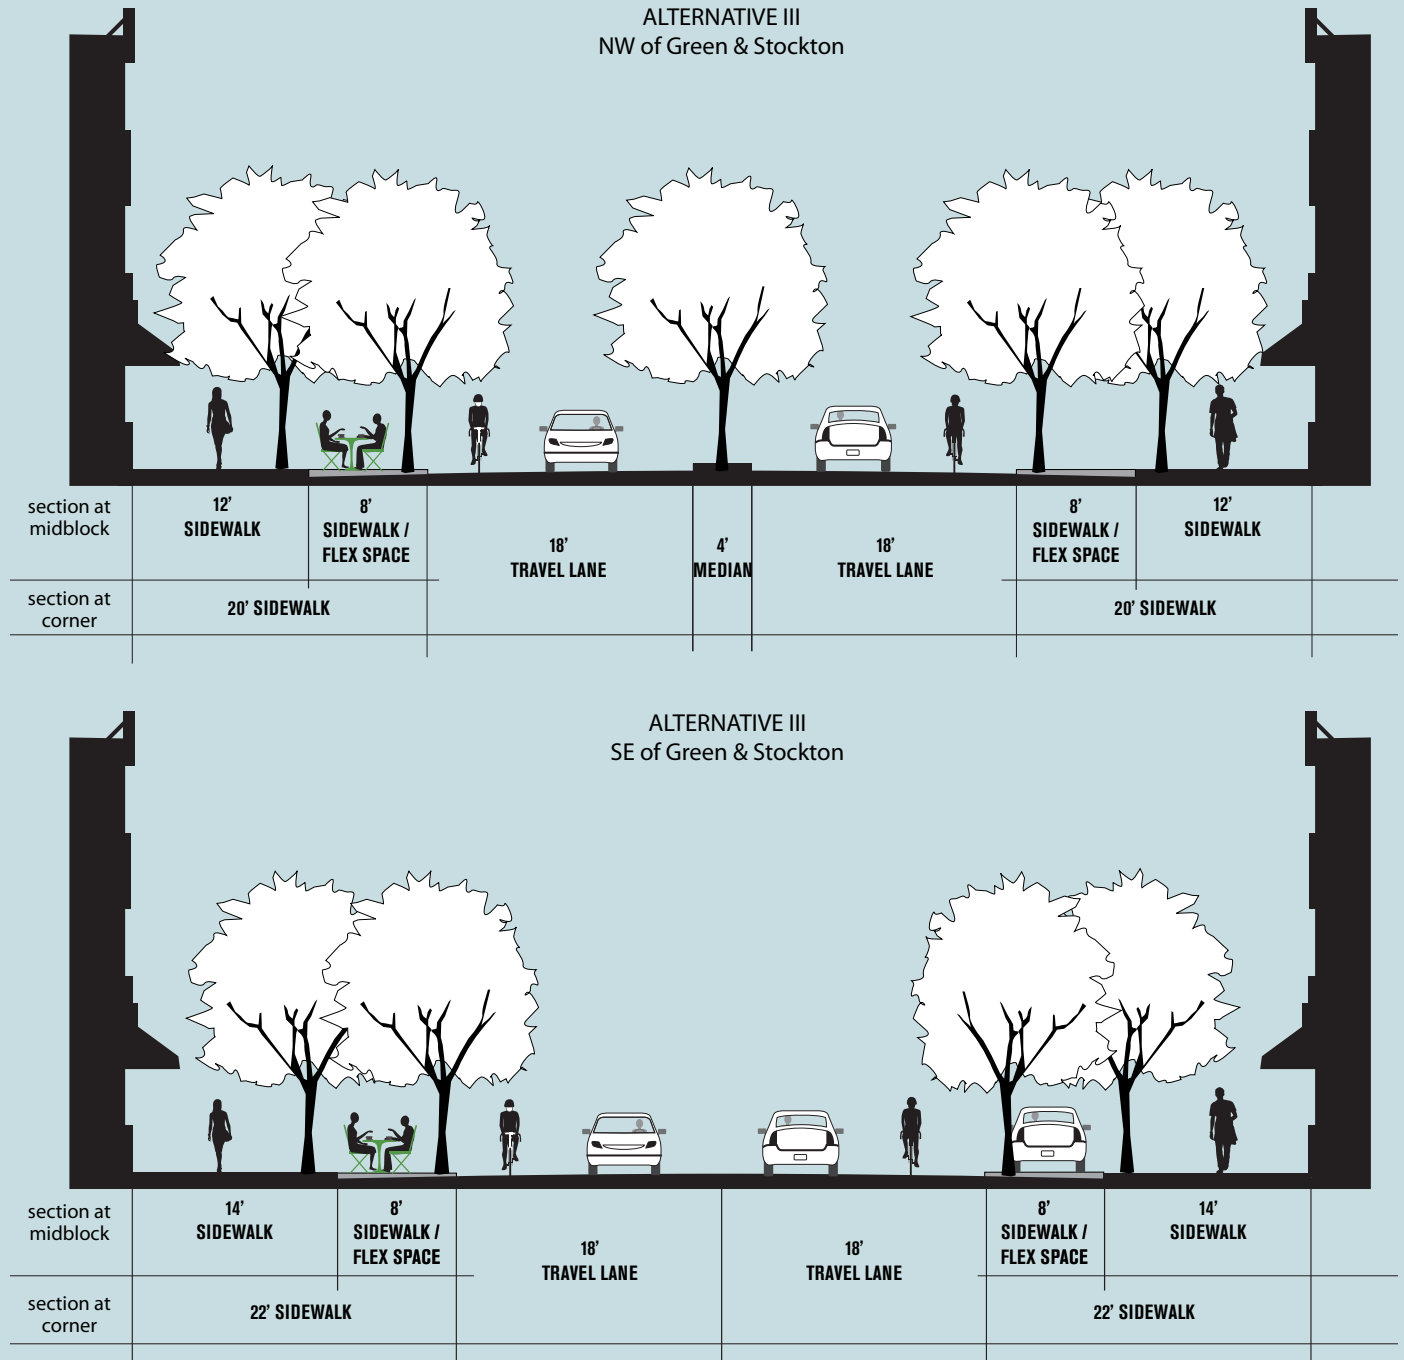 ALTERNATIVE III
NW of Green & Stockton
section at
midblock
12’
SIDEWALK
8’
SIDEWALK /
FLEX SPACE
18’
TRAVEL LANE
4’
MEDIAN
18’
TRAVEL LANE
8’
SIDEWALK /
FLEX SPACE
12’
SIDEWALK
section at
corner
20’ SIDEWALK
20’ SIDEWALK
ALTERNATIVE III
SE of Green & Stockton
section at
midblock
14’
SIDEWALK
8’
SIDEWALK /
FLEX SPACE
18’
TRAVEL LANE
18’
TRAVEL LANE
8’
SIDEWALK /
FLEX SPACE
14’
SIDEWALK
section at
corner
22’ SIDEWALK
22’ SIDEWALK